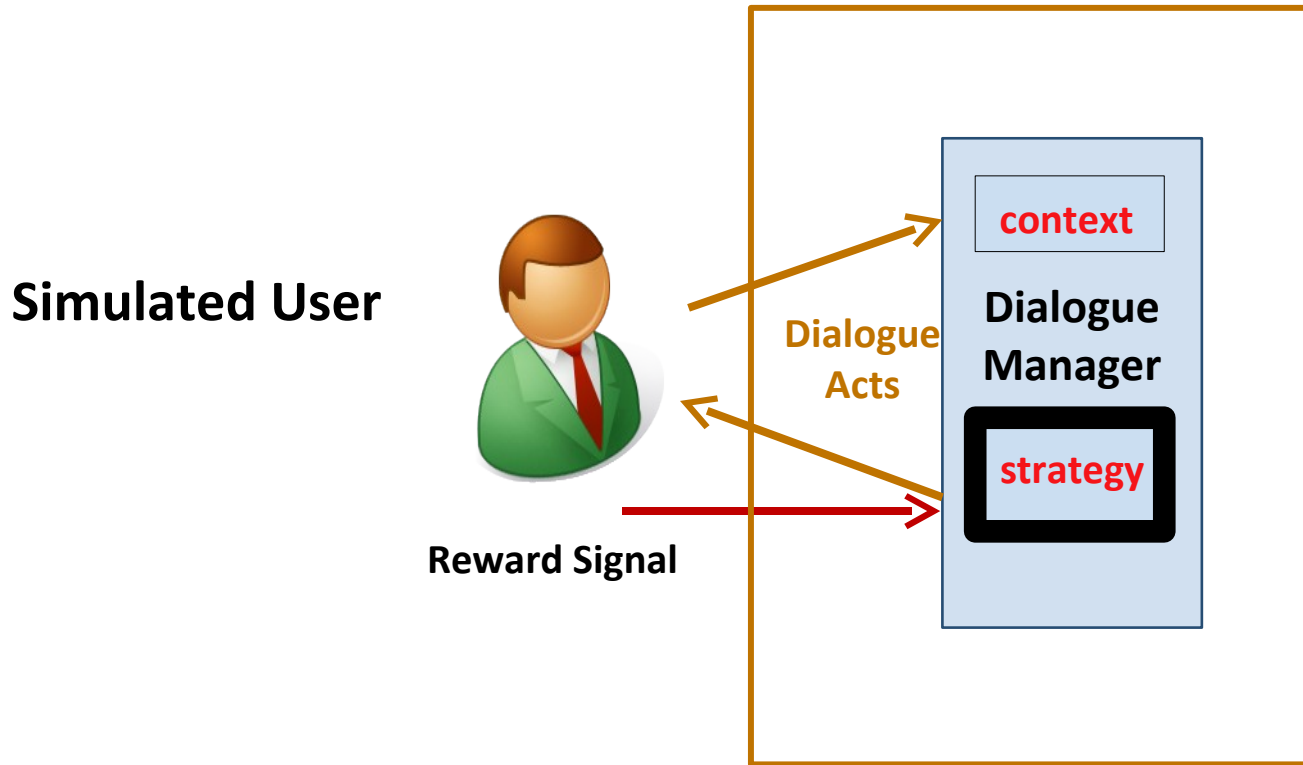 Simulated User
Reward Signal
Dialogue
Acts
context
Dialogue
Manager
strategy